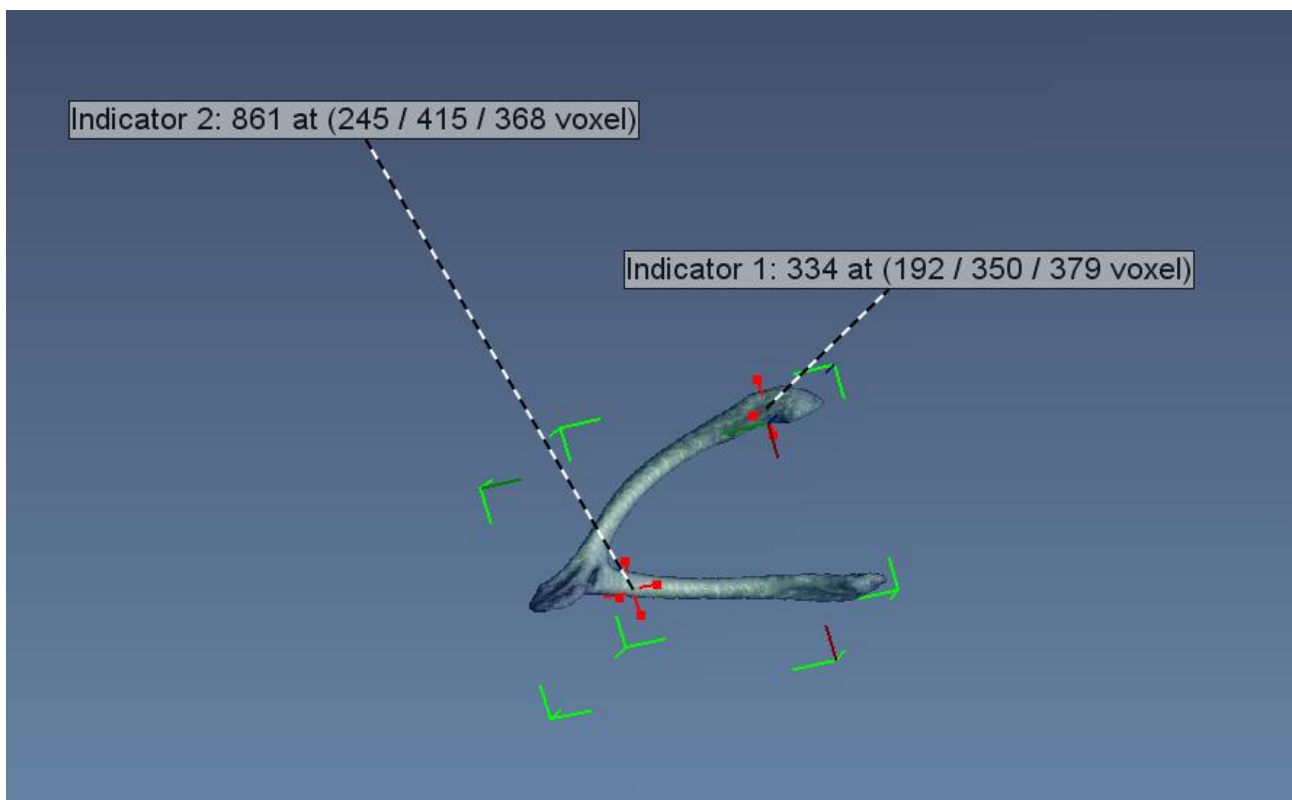 Indicator 2: 861 at (245 / 415 / 368 voxel)
Indicator 1: 334 at (192 / 350 / 379 voxel)